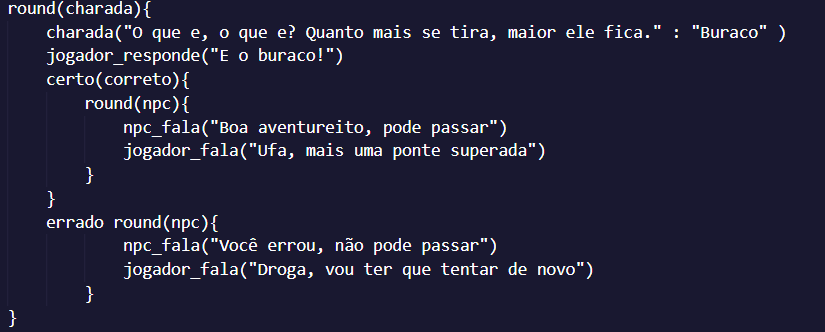 round(charada){
charada("O que e, o que e? Quanto mais se tira, maior ele fica." : "Buraco" )
jogador_responde("E o buraco!")
certo(correto){
round(npc){
npc_fala("Boa aventureito, pode passar")
jogador_fala("Ufa, mais uma ponte superada")
}
}
errado round(npc){
npc_fala("Você errou, não pode passar")
jogador_fala("Droga, vou ter que tentar de novo")
}
}